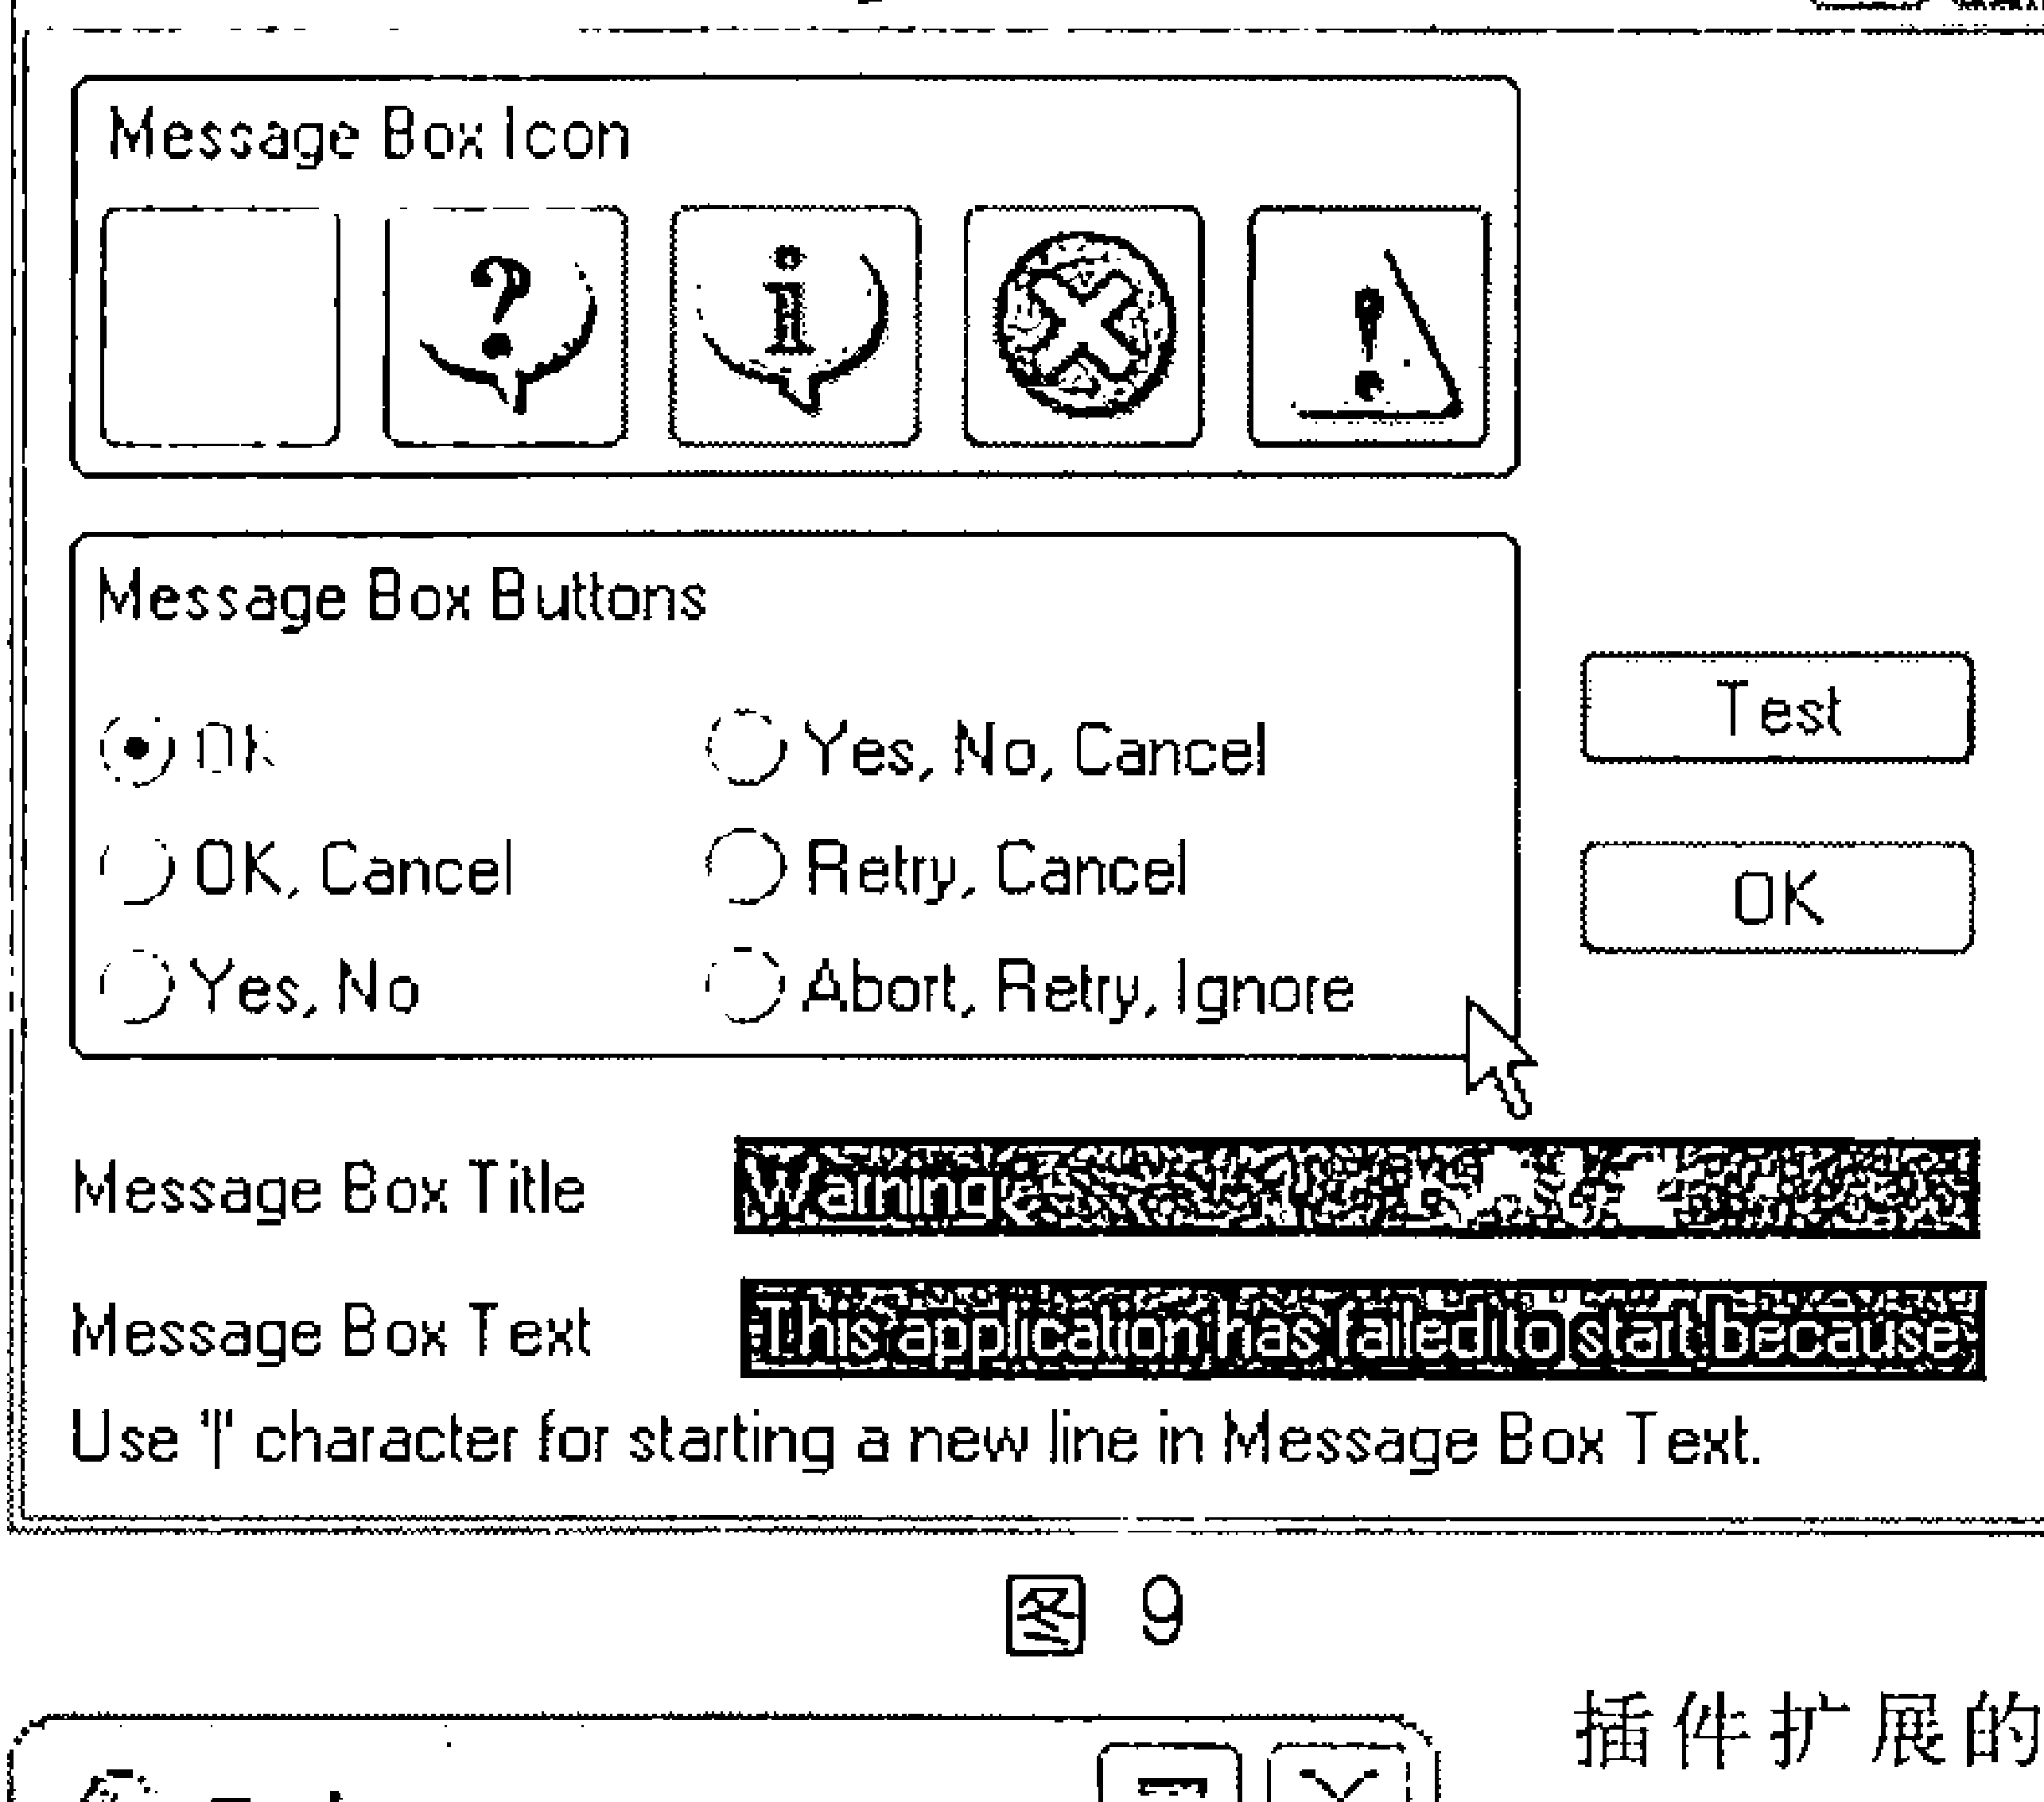 Message Box Icon
Message Box Buttons
OK
Yes, No, Cancel
Test
OK, Cancel
Retry, Cancel
OK
Yes, No
Abort, Retry, Ignore
Message Box Title
Warning
Message Box Text
This application has failed to start because
Use '|' character for starting a new line in Message Box Text.
图 9
插件扩展的